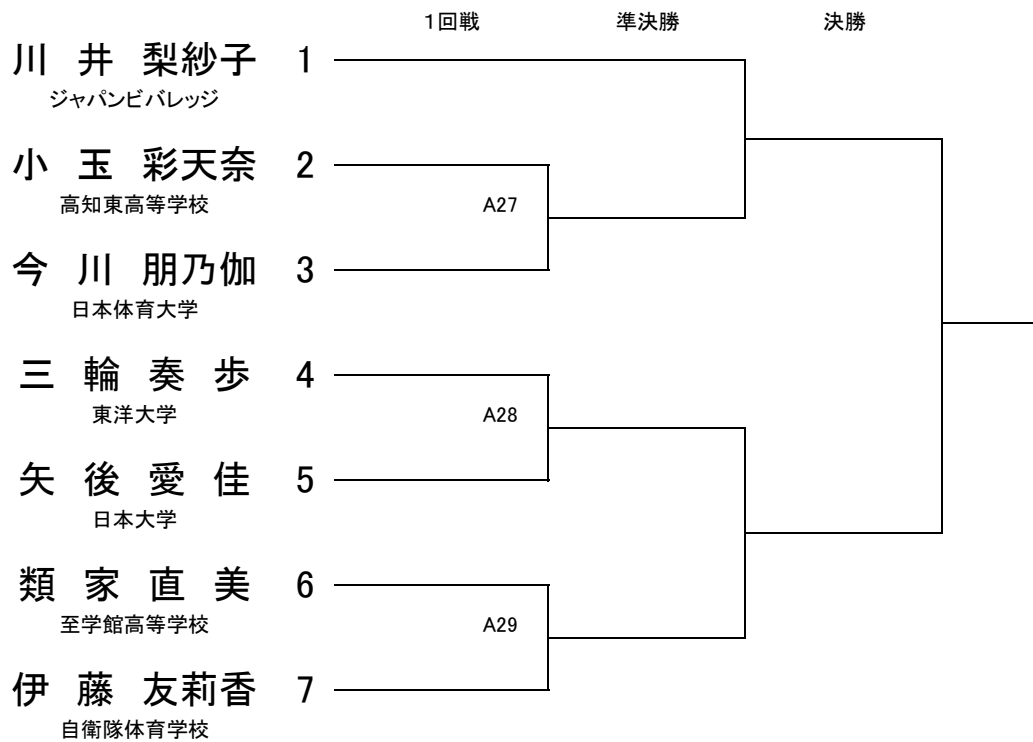 1回戦 準決勝 決勝
川 井 梨紗子 1
ジャパンビバレッジ
小 玉 彩天奈 2
高知東高等学校
A27
今 川 朋乃伽 3
日本体育大学
三 輪 奏 歩 4
東洋大学
A28
矢 後 愛 佳 5
日本大学
類 家 直 美 6
至学館高等学校
A29
伊 藤 友莉香 7
自衛隊体育学校